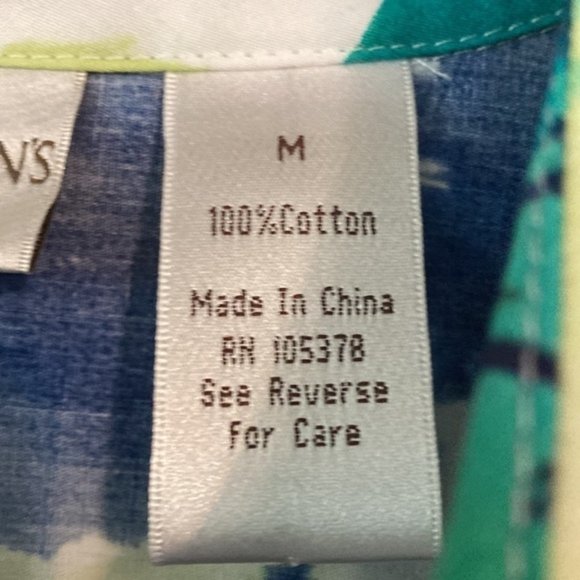 N'S
M
100%Cotton
Made In China
RN 105378
See Reverse
For Care